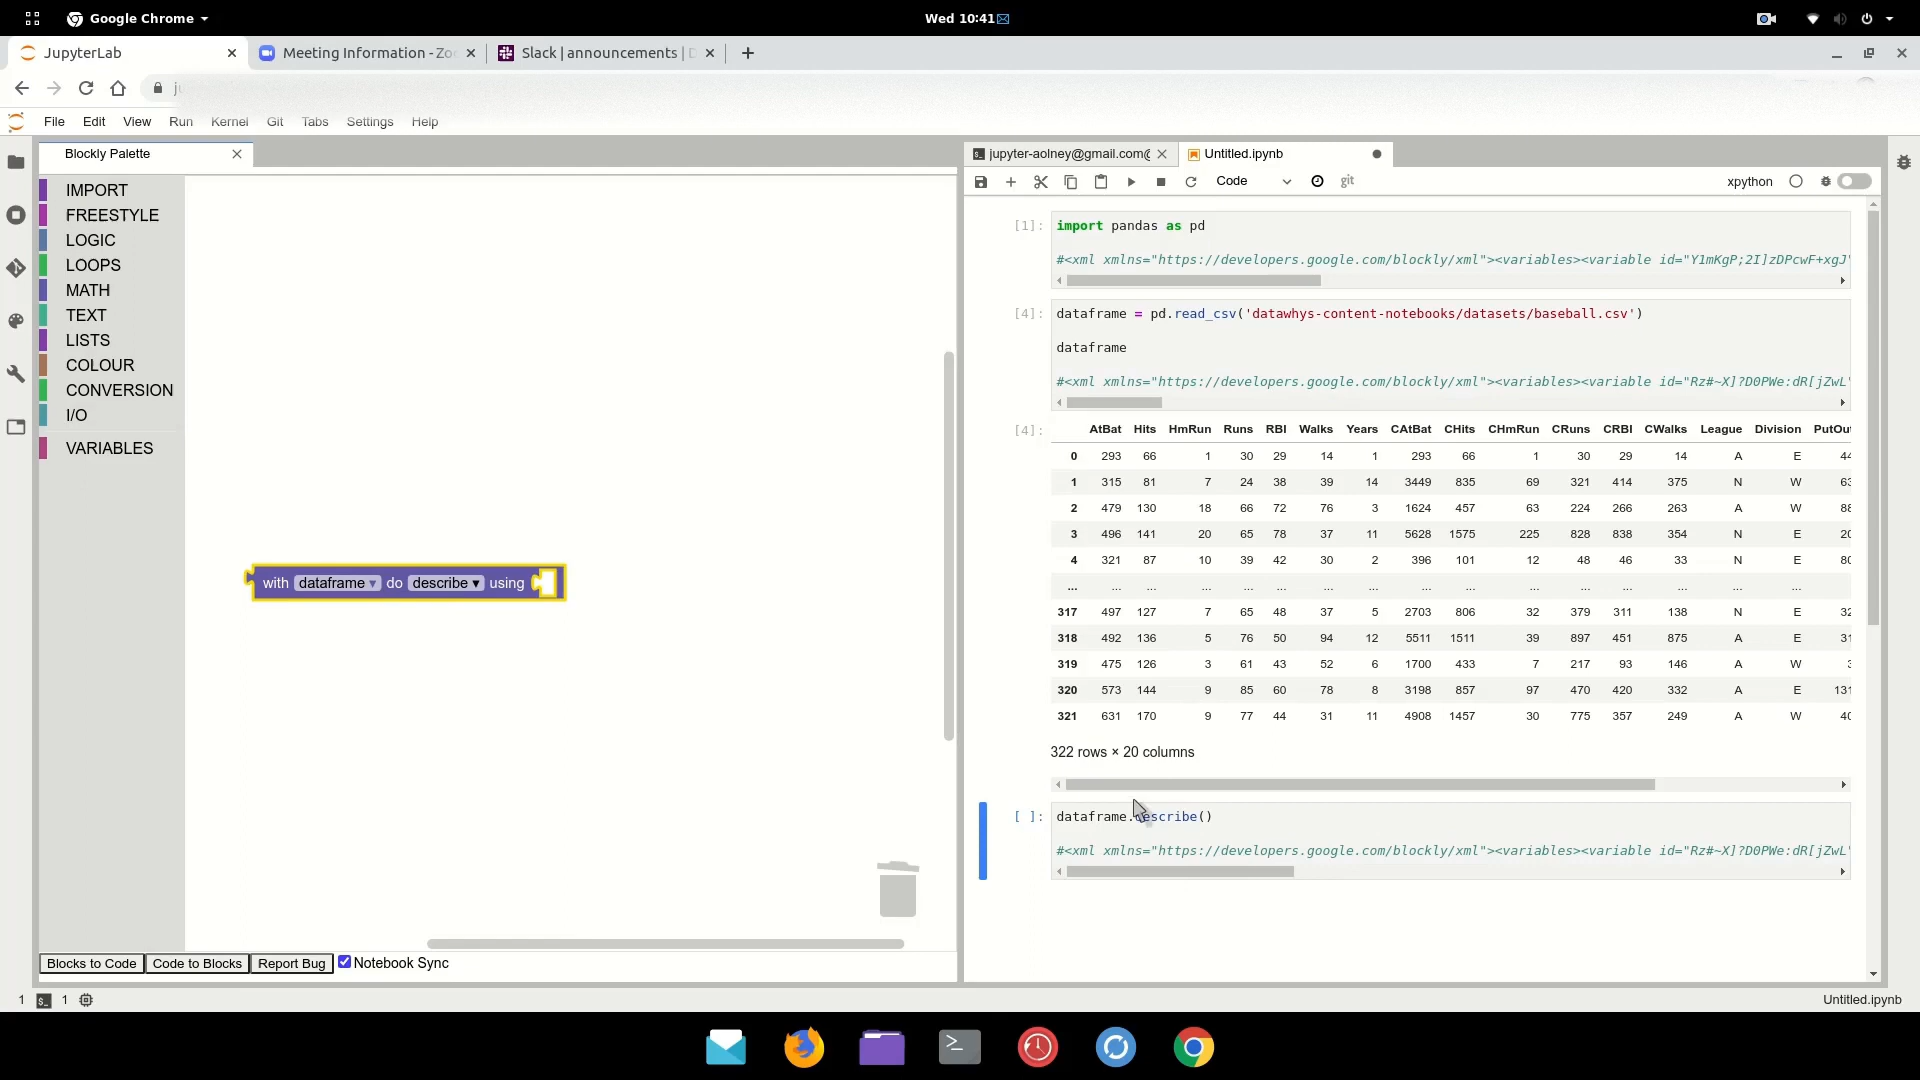 Google Chrome
Wed 10:41
JupyterLab
Meeting Information - Zo
Slack | announcements |
File Edit View Run Kernel Git Tabs Settings Help
Blockly Palette
IMPORT
FREESTYLE
LOGIC
LOOPS
MATH
TEXT
LISTS
COLOUR
CONVERSION
I/O
VARIABLES
with dataframe do describe using
Blocks to Code Code to Blocks Report Bug Notebook Sync
jupyter-aolney@gmail.com@ Untitled.ipynb
Code git xpython
[1]: import pandas as pd
#<xml xmlns="https://developers.google.com/blockly/xml"><variables><variable id="Y1mKgP;2I]zDPcwF+xgJ
[4]: dataframe = pd.read_csv('datawhys-content-notebooks/datasets/baseball.csv')
dataframe
#<xml xmlns="https://developers.google.com/blockly/xml"><variables><variable id="Rz#~X]?D0PWe:dR[jZwL
[4]: AtBat Hits HmRun Runs RBI Walks Years CAtBat CHits CHmRun CRuns CRBI CWalks League Division PutOu
0 293 66 1 30 29 14 1 293 66 1 30 29 14 A E 44
1 315 81 7 24 38 39 14 3449 835 69 321 414 375 N W 63
2 479 130 18 66 72 76 3 1624 457 63 224 266 263 A W 88
3 496 141 20 65 78 37 11 5628 1575 225 828 838 354 N E 20
4 321 87 10 39 42 30 2 396 101 12 48 46 33 N E 80
... ... ... ... ... ... ... ... ... ... ... ... ... ... ... ...
317 497 127 7 65 48 37 5 2703 806 32 379 311 138 N E 32
318 492 136 5 76 50 94 12 5511 1511 39 897 451 875 A E 31
319 475 126 3 61 43 52 6 1700 433 7 217 93 146 A W 3
320 573 144 9 85 60 78 8 3198 857 97 470 420 332 A E 131
321 631 170 9 77 44 31 11 4908 1457 30 775 357 249 A W 40
322 rows × 20 columns
[ ]: dataframe.describe()
#<xml xmlns="https://developers.google.com/blockly/xml"><variables><variable id="Rz#~X]?D0PWe:dR[jZwL
1 1
Untitled.ipynb